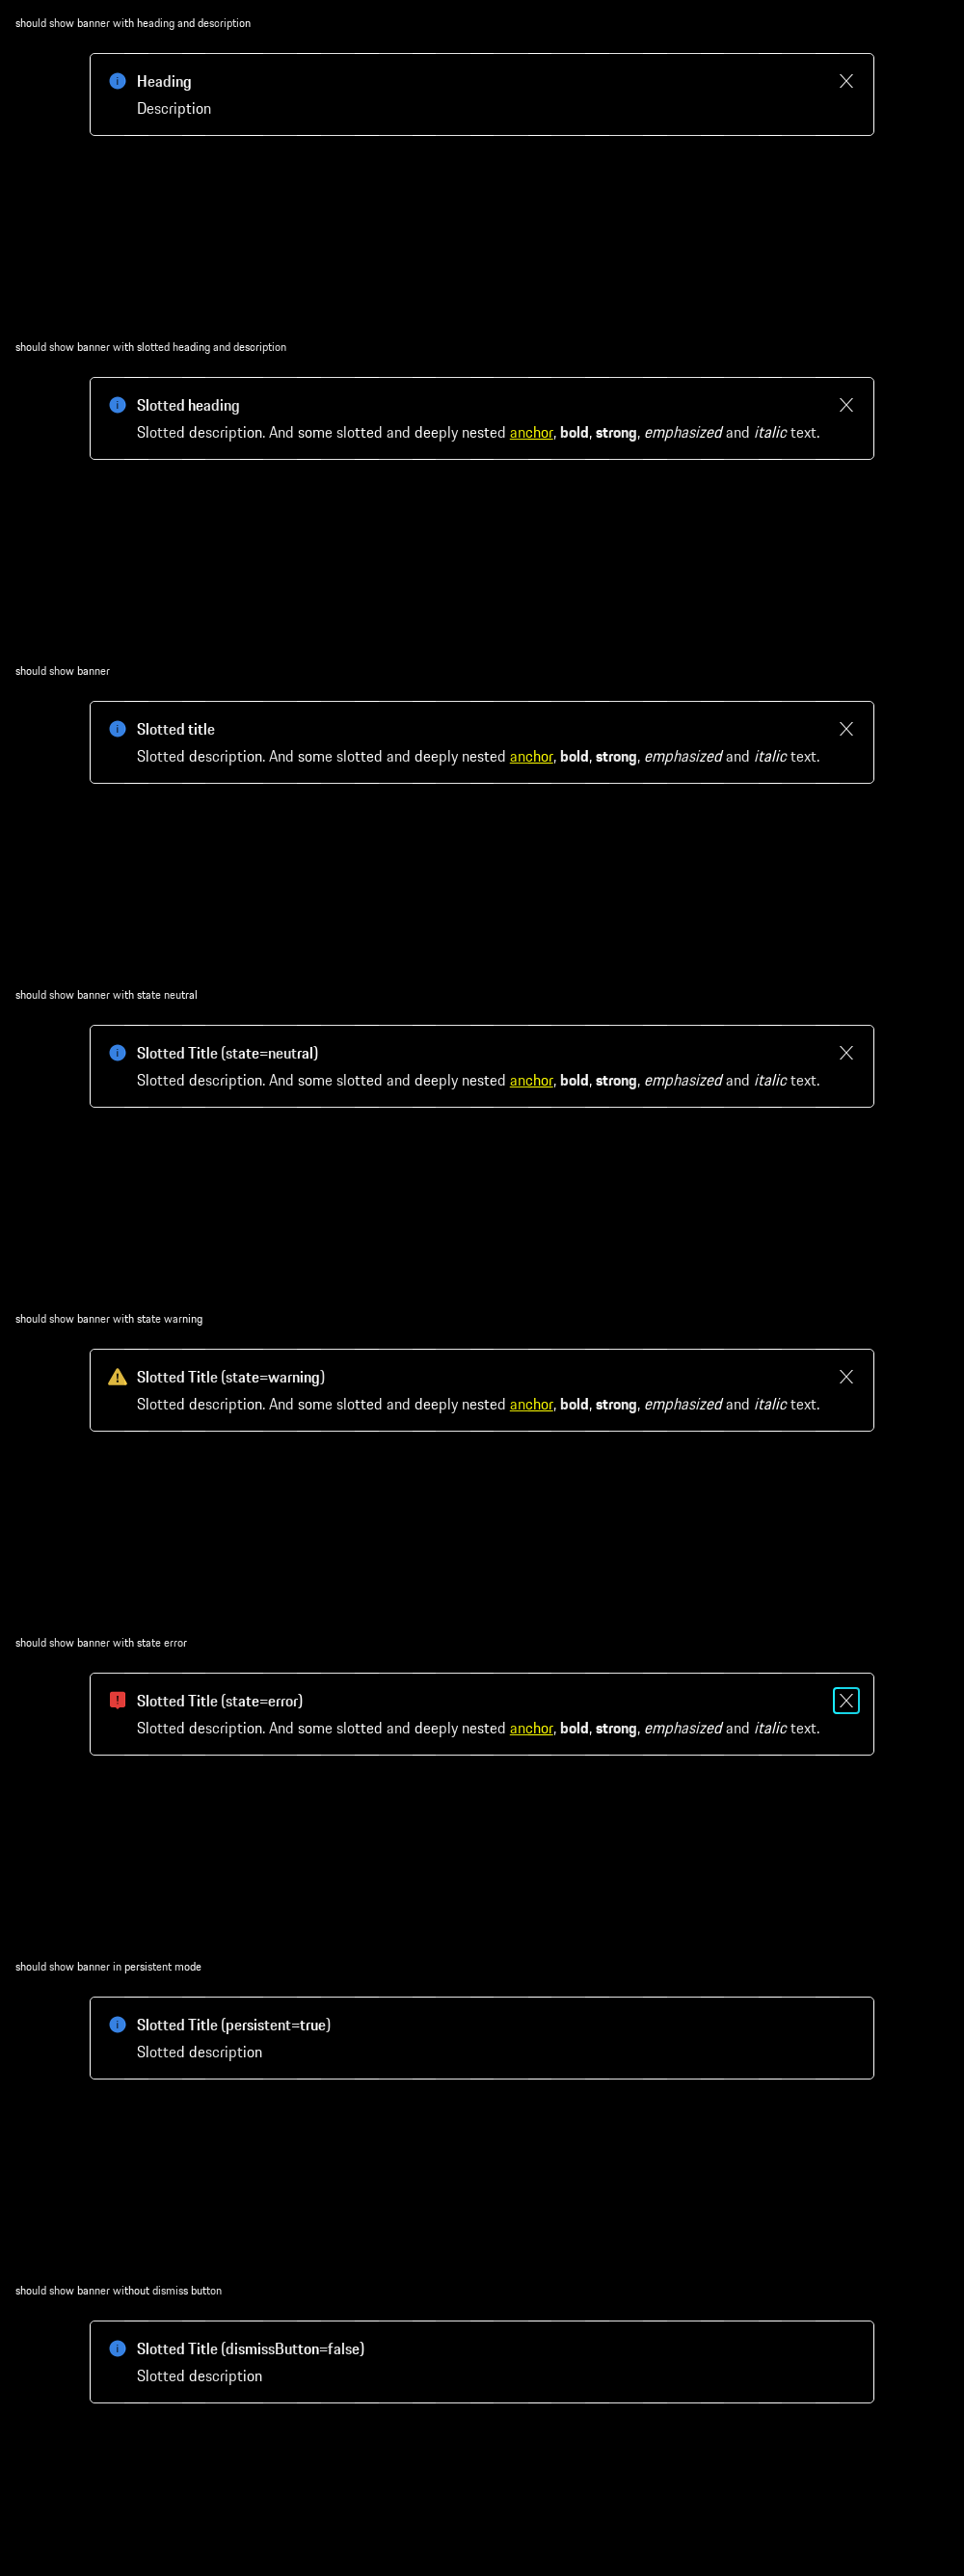 should show banner with heading and description
Heading
Description
should show banner with slotted heading and description
Slotted heading
Slotted description. And some slotted and deeply nested anchor, bold, strong, emphasized and italic text.
should show banner
Slotted title
Slotted description. And some slotted and deeply nested anchor, bold, strong, emphasized and italic text.
should show banner with state neutral
Slotted Title (state=neutral)
Slotted description. And some slotted and deeply nested anchor, bold, strong, emphasized and italic text.
should show banner with state warning
Slotted Title (state=warning)
Slotted description. And some slotted and deeply nested anchor, bold, strong, emphasized and italic text.
should show banner with state error
Slotted Title (state=error)
Slotted description. And some slotted and deeply nested anchor, bold, strong, emphasized and italic text.
should show banner in persistent mode
Slotted Title (persistent=true)
Slotted description
should show banner without dismiss button
Slotted Title (dismissButton=false)
Slotted description